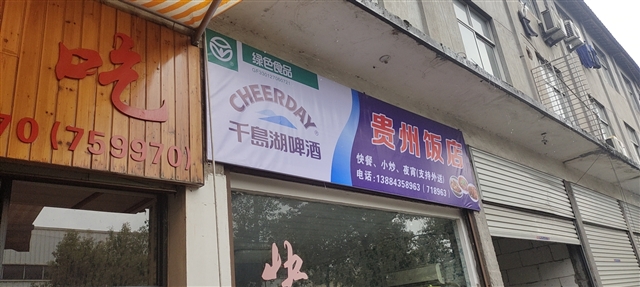 吃
70(759970)
绿色食品
CHEERDAY
千島湖啤酒
贵州饭店
快餐、小炒、夜宵(支持外送)
电话:13884358963（718963）
快